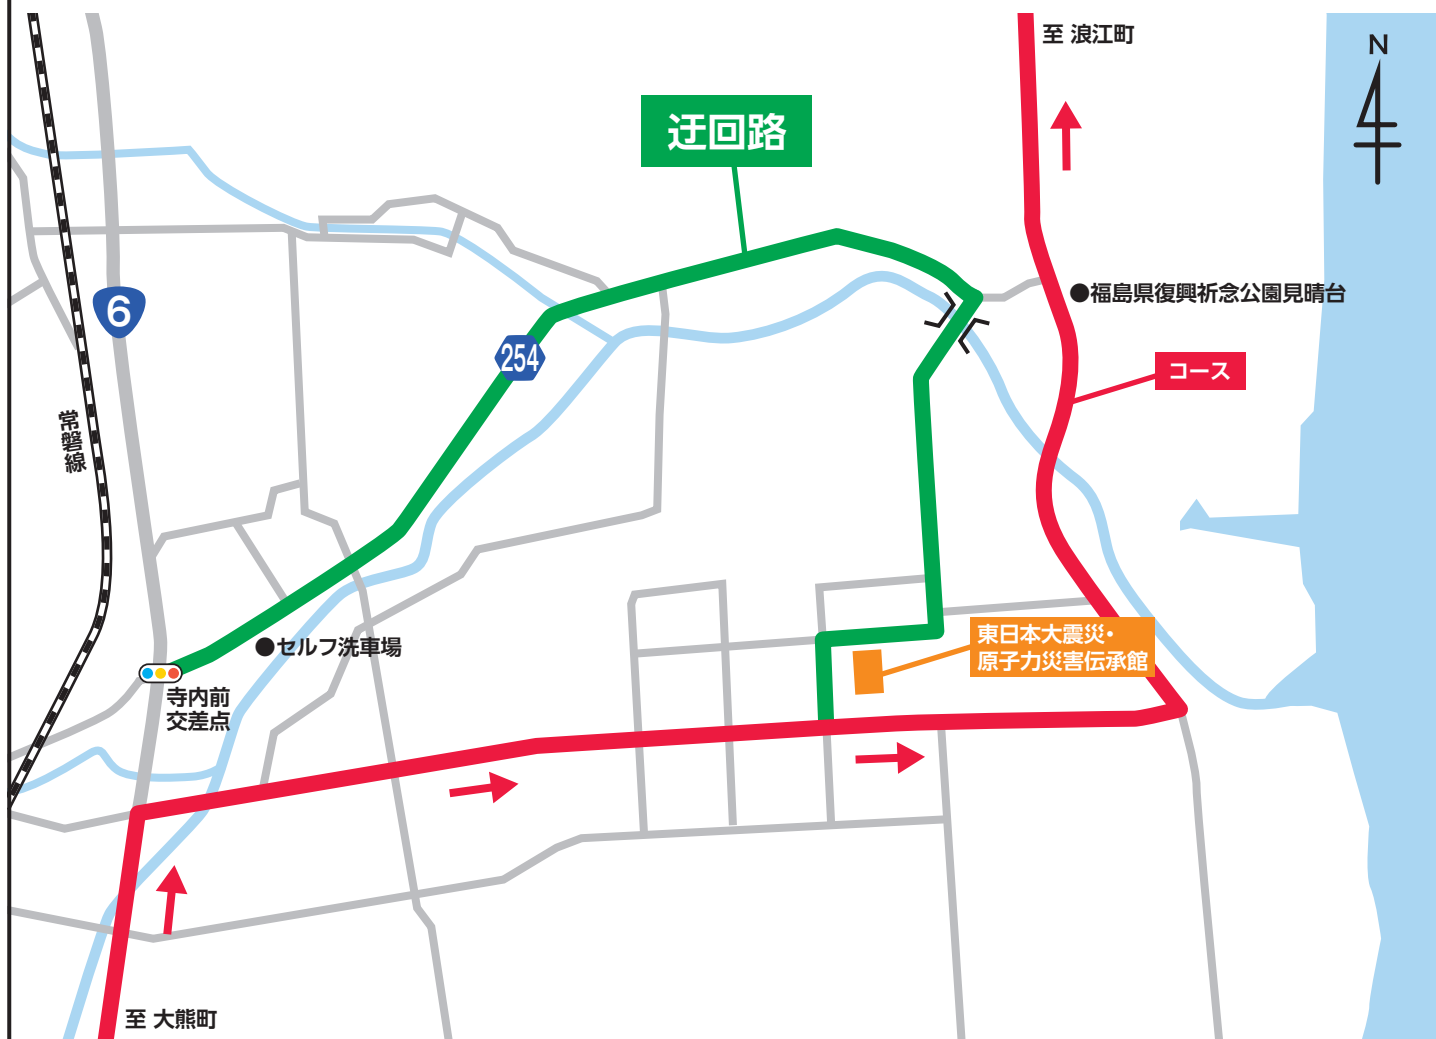 至 浪江町
N
迂回路
●福島県復興祈念公園見晴台
6
254
コース
常磐線
●セルフ洗車場
東日本大震災・
原子力災害伝承館
寺内前
交差点
至 大熊町